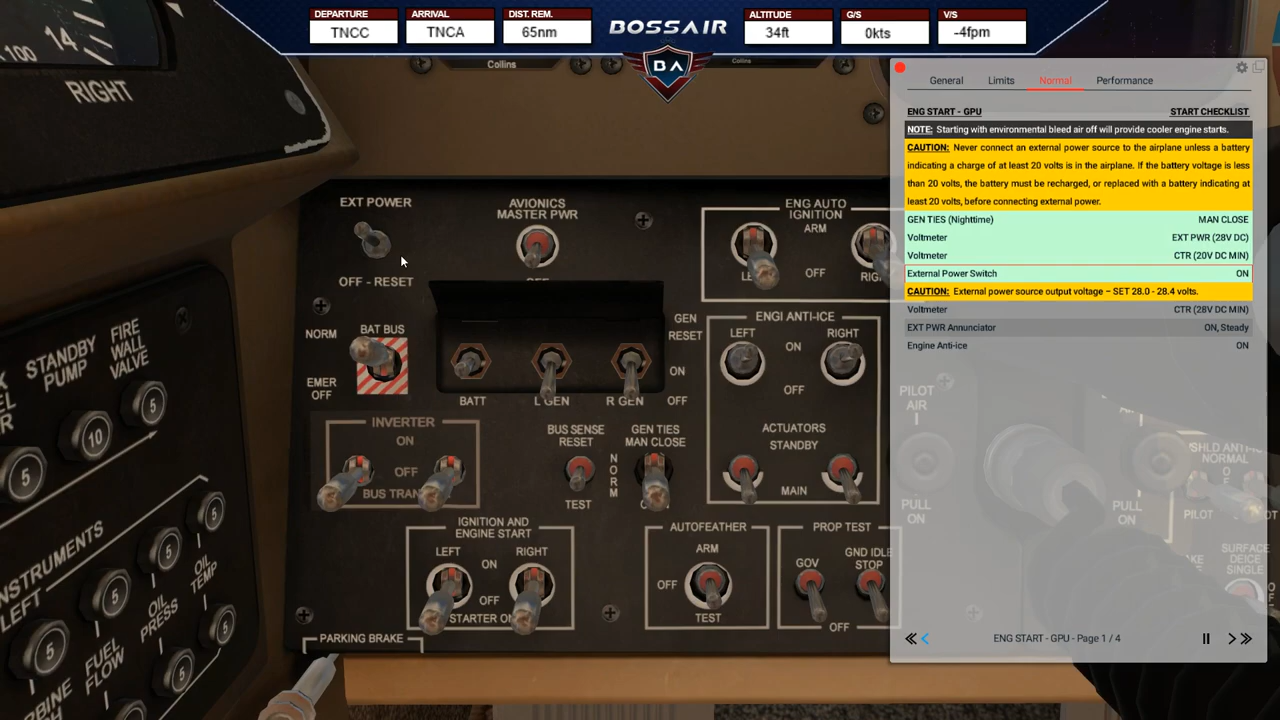 DEPARTURE
TNCC
ARRIVAL
TNCA
DIST. REM.
65nm
BOSSAIR
BA
ALTITUDE
34ft
G/S
0kts
V/S
-4fpm
100
14
RIGHT
Collins
Collins
EXT POWER
OFF - RESET
AVIONICS
MASTER PWR
ENG AUTO
IGNITION
ARM
OFF
NORM
BAT BUS
EMER
OFF
GEN
RESET
ON
OFF
BATT
L GEN
R GEN
ENGI ANTI-ICE
LEFT
RIGHT
ON
OFF
ACTUATORS
STANDBY
MAIN
INVERTER
ON
OFF
BUS TRAN
BUS SENSE
RESET
TEST
NORM
GEN TIES
MAN CLOSE
IGNITION AND
ENGINE START
LEFT
RIGHT
ON
OFF
STARTER ON
AUTOFEATHER
ARM
OFF
TEST
PROP TEST
GOV
GND IDLE
STOP
OFF
PARKING BRAKE
STANDBY
PUMP
FIRE
WALL
VALVE
5
10
5
INSTRUMENTS
LEFT
5
5
5
5
5
5
OIL
TEMP
OIL
PRESS
FUEL
FLOW
General
Limits
Normal
Performance
ENG START - GPU
START CHECKLIST
NOTE: Starting with environmental bleed air off will provide cooler engine starts.
CAUTION: Never connect an external power source to the airplane unless a battery
indicating a charge of at least 20 volts is in the airplane. If the battery voltage is less
than 20 volts, the battery must be recharged, or replaced with a battery indicating at
least 20 volts, before connecting external power.
GEN TIES (Nighttime) MAN CLOSE
Voltmeter EXT PWR (28V DC)
Voltmeter CTR (20V DC MIN)
External Power Switch ON
CAUTION: External power source output voltage – SET 28.0 - 28.4 volts.
Voltmeter CTR (28V DC MIN)
EXT PWR Annunciator ON, Steady
Engine Anti-ice ON
PILOT
AIR
PULL
ON
PULL
ON
NORMAL
PILOT
SURFACE
DEICE
SINGLE
ENG START - GPU - Page 1 / 4